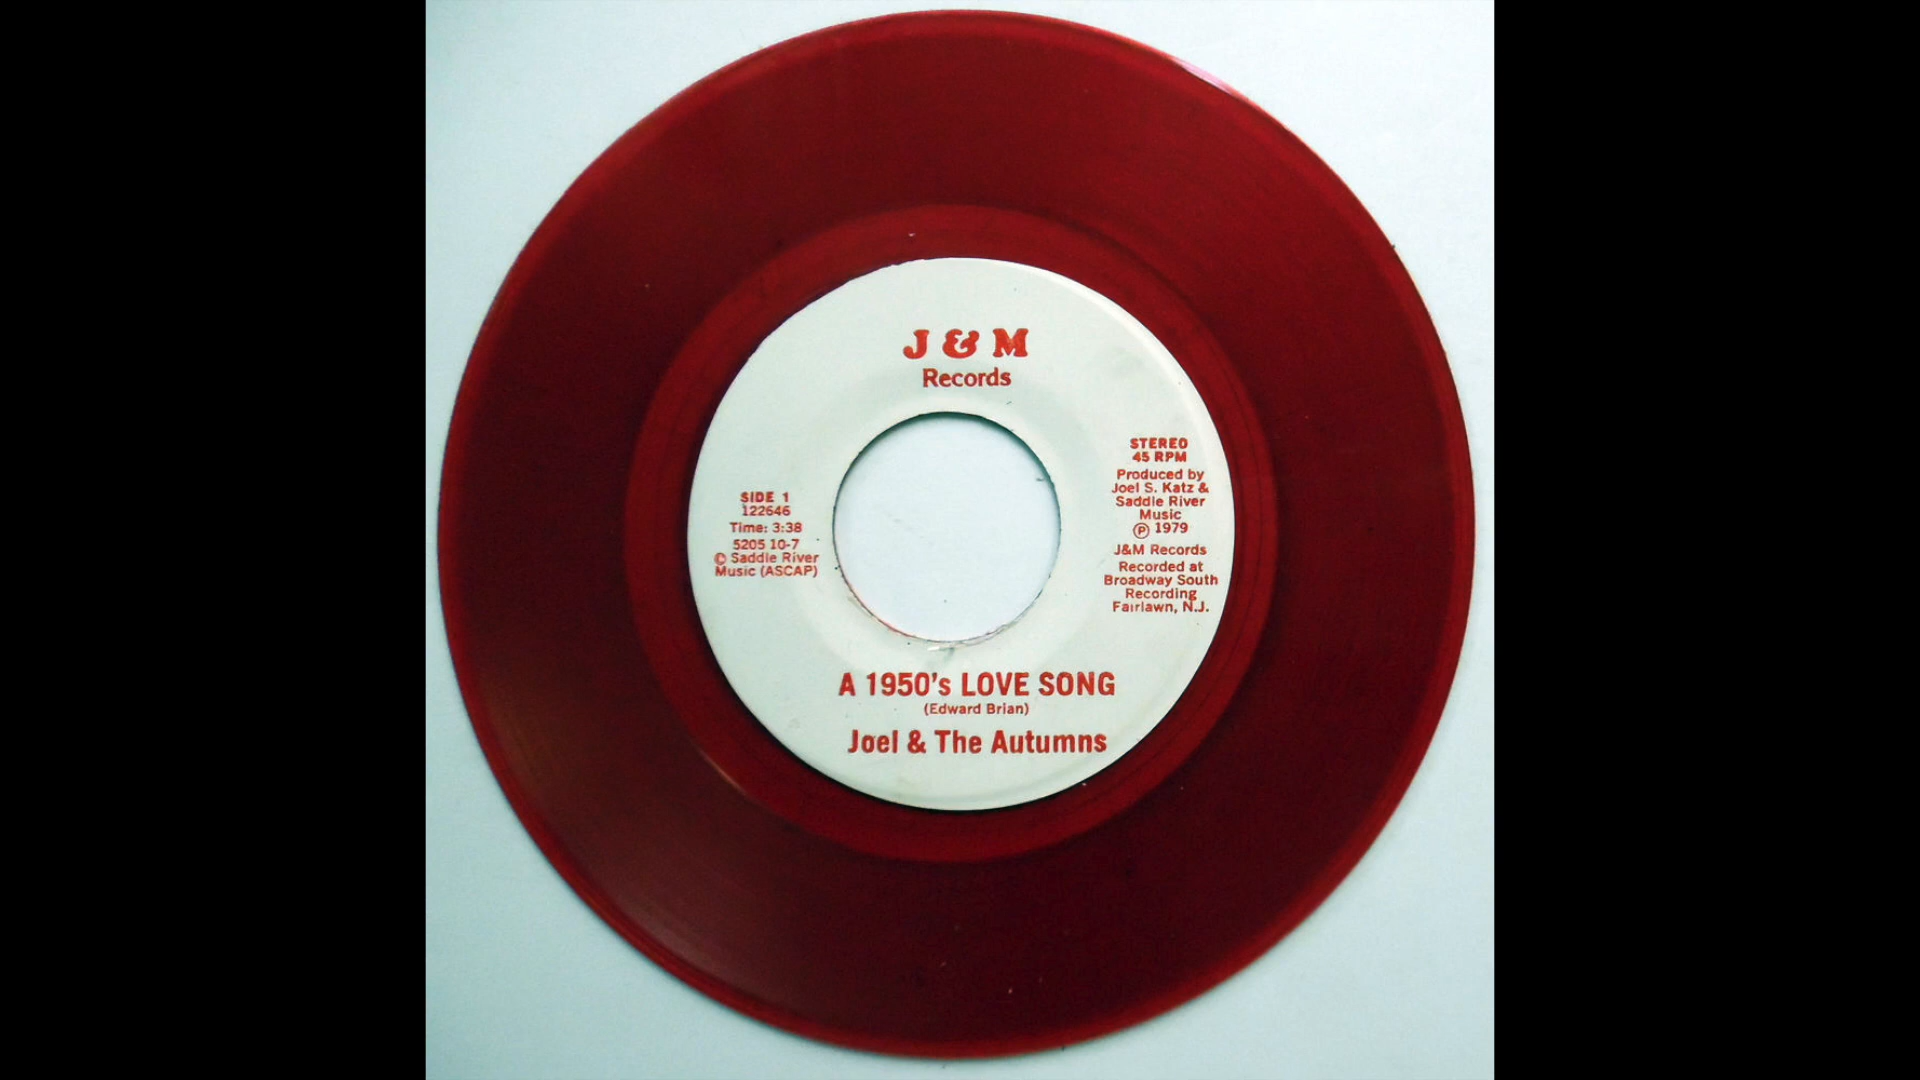 J & M
Records
SIDE 1
122646
Time: 3:38
5205 10-7
© Saddle River
Music (ASCAP)
STEREO
45 RPM
Produced by
Joel S. Katz &
Saddle River
Music
℗ 1979
J&M Records
Recorded at
Broadway South
Recording
Fairlawn, N.J.
A 1950's LOVE SONG
(Edward Brian)
Joel & The Autumns